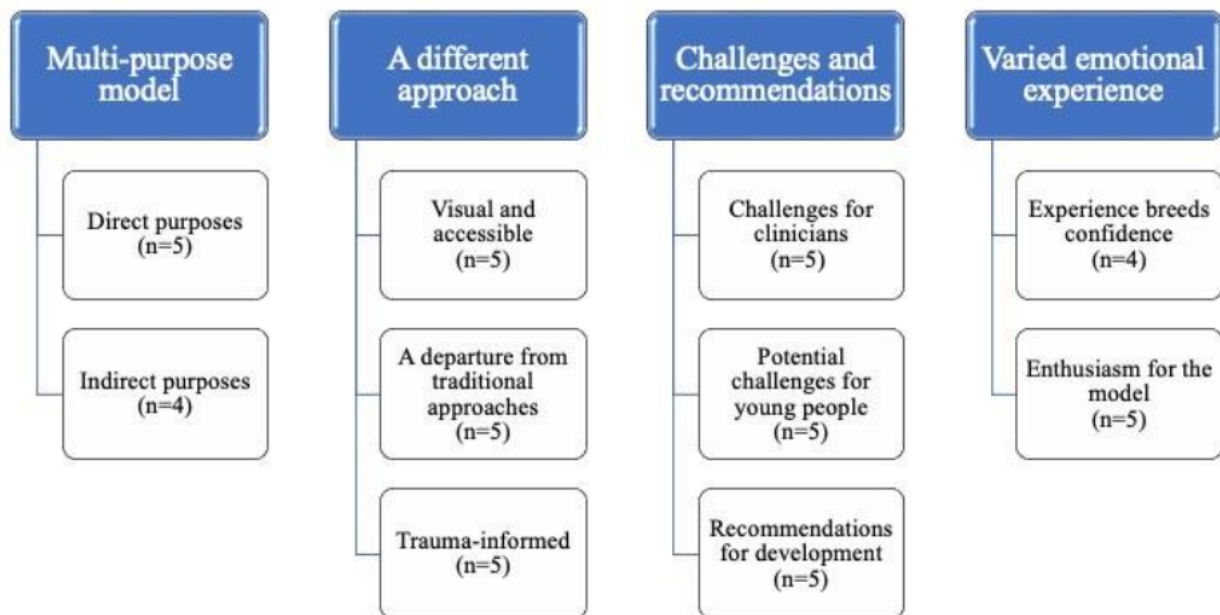 Multi-purpose
model
Direct purposes
(n=5)
Indirect purposes
(n=4)
A different
approach
Visual and
accessible
(n=5)
A departure from
traditional
approaches
(n=5)
Trauma-informed
(n=5)
Challenges and
recommendations
Challenges for
clinicians
(n=5)
Potential
challenges for
young people
(n=5)
Recommendations
for development
(n=5)
Varied emotional
experience
Experience breeds
confidence
(n=4)
Enthusiasm for the
model
(n=5)